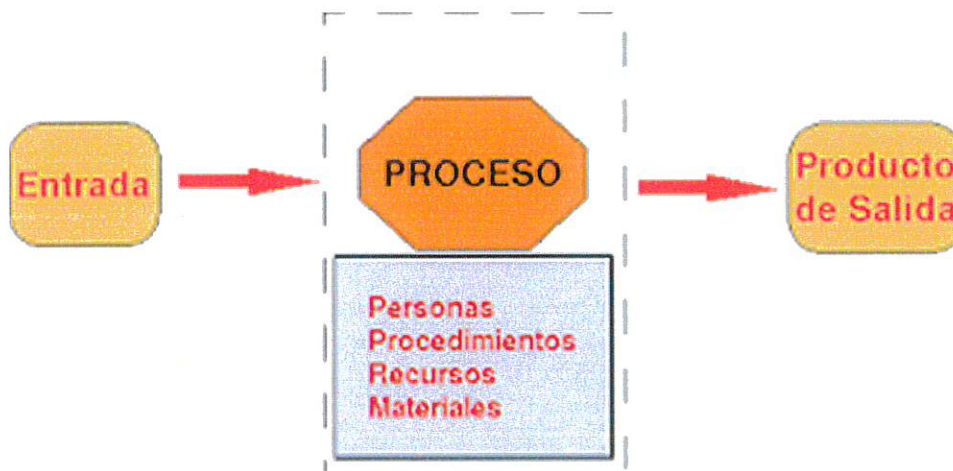 Entrada
PROCESO
Personas
Procedimientos
Recursos
Materiales
Producto
de Salida